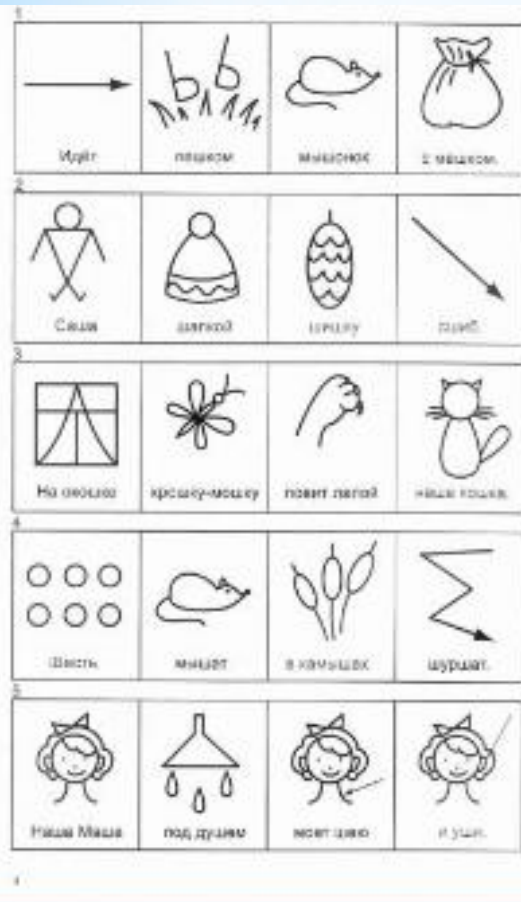 1
Идёт пешком мышонок с мешком.
2
Саша шапкой шишку сшиб.
3
На окошке крошку-мошку ловит лапой наша кошка.
4
Шесть мышат в камышах шуршат.
5
Наша Маша под душем моет шею и уши.